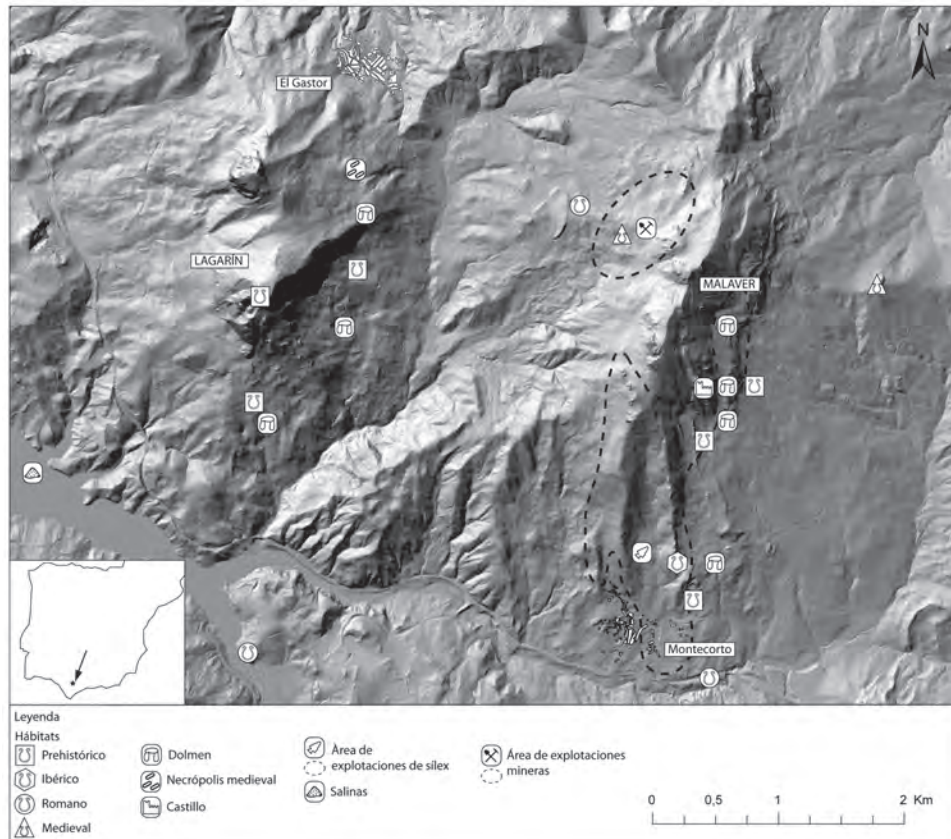 N
El Gastor
LAGARÍN
MALAVER
Montecorto
Leyenda
Hábitats
Prehistórico
Ibérico
Romano
Medieval
Dolmen
Necrópolis medieval
Castillo
Àrea de
explotaciones de sílex
Salinas
Área de explotaciones
mineras
0 0,5 1 2 Km